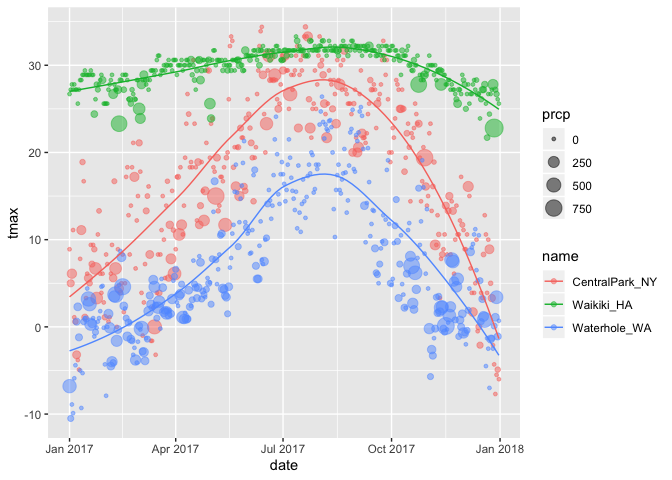 tmax
30
20
10
0
-10
Jan 2017
Apr 2017
Jul 2017
Oct 2017
Jan 2018
date
prcp
0
250
500
750
name
CentralPark_NY
Waikiki_HA
Waterhole_WA